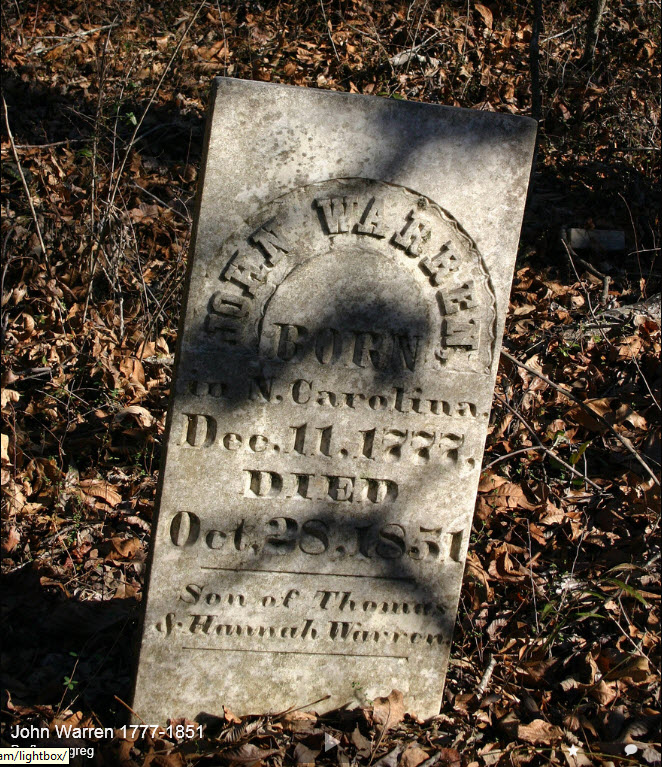 JOHN WARREN
BORN
in N. Carolina.
Dec. 11. 1777,
DIED
Oct. 28. 1851
Son of Thomas
& Hannah Warren.
John Warren 1777-1851
greg
am/lightbox/